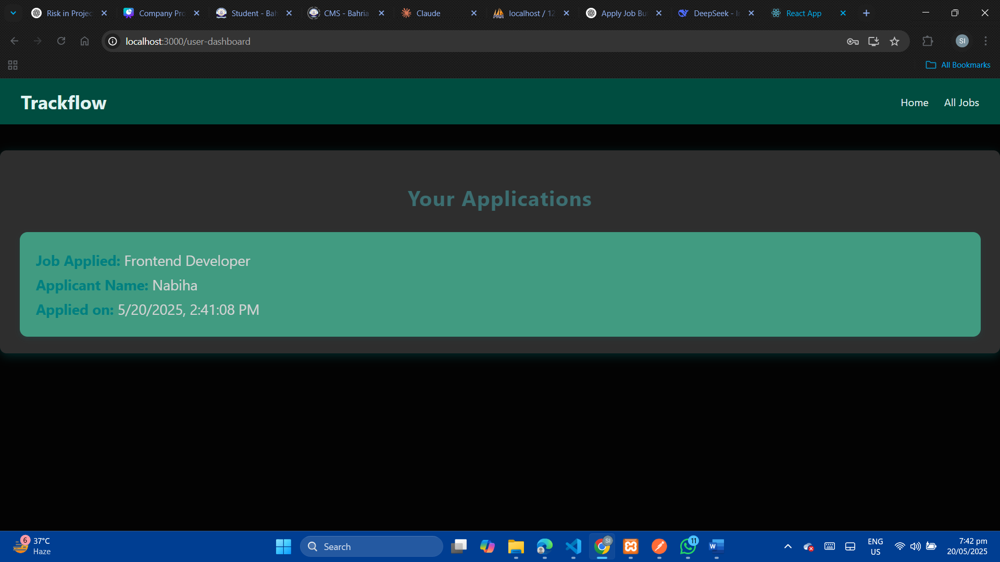 Risk in Projec
Company Pro
Student - Bah
CMS - Bahria
Claude
localhost / 12
Apply Job Bu
DeepSeek - In
React App
localhost:3000/user-dashboard
SI
All Bookmarks
Trackflow
Home
All Jobs
Your Applications
Job Applied: Frontend Developer
Applicant Name: Nabiha
Applied on: 5/20/2025, 2:41:08 PM
6
37°C
Haze
Search
SI
11
ENG
US
7:42 pm
20/05/2025